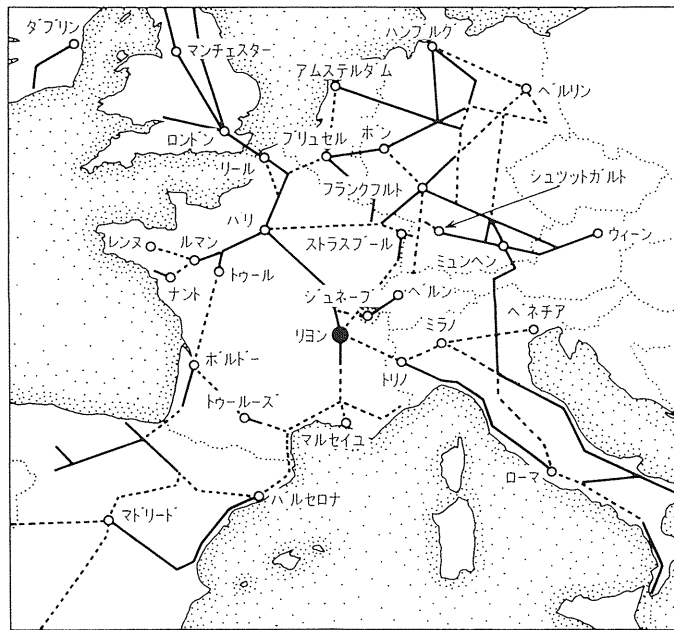 ダブリン
マンチェスター
ハンブルグ
アムステルダム
ベルリン
ロンドン
ブリュセル
ボン
リール
フランクフルト
シュツットガルト
パリ
ストラスブール
レンヌ
ルマン
ウィーン
ミュンヘン
ナント
トゥール
ジュネーブ
ベルン
ベネチア
ミラノ
リヨン
ボルドー
トリノ
トゥールーズ
マルセイユ
ローマ
バルセロナ
マドリード